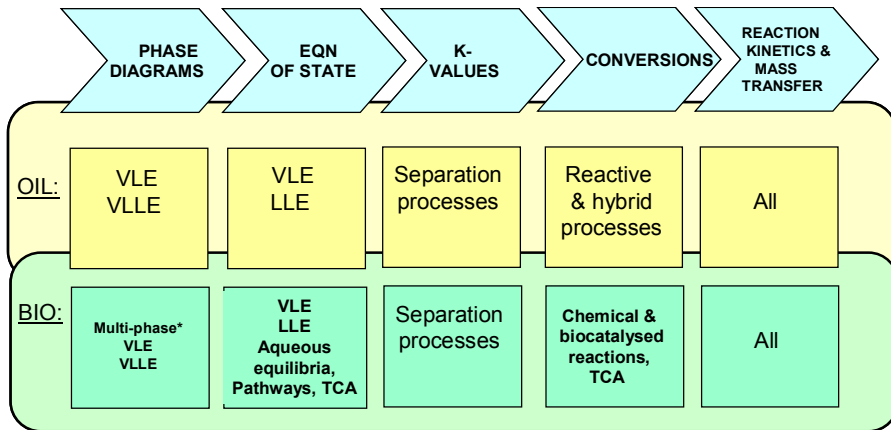 PHASE
DIAGRAMS
EQN
OF STATE
K-
VALUES
CONVERSIONS
REACTION
KINETICS &
MASS
TRANSFER
OIL:
VLE
VLLE
VLE
LLE
Separation
processes
Reactive
& hybrid
processes
All
BIO:
Multi-phase*
VLE
VLLE
VLE
LLE
Aqueous
equilibria,
Pathways, TCA
Separation
processes
Chemical &
biocatalysed
reactions,
TCA
All